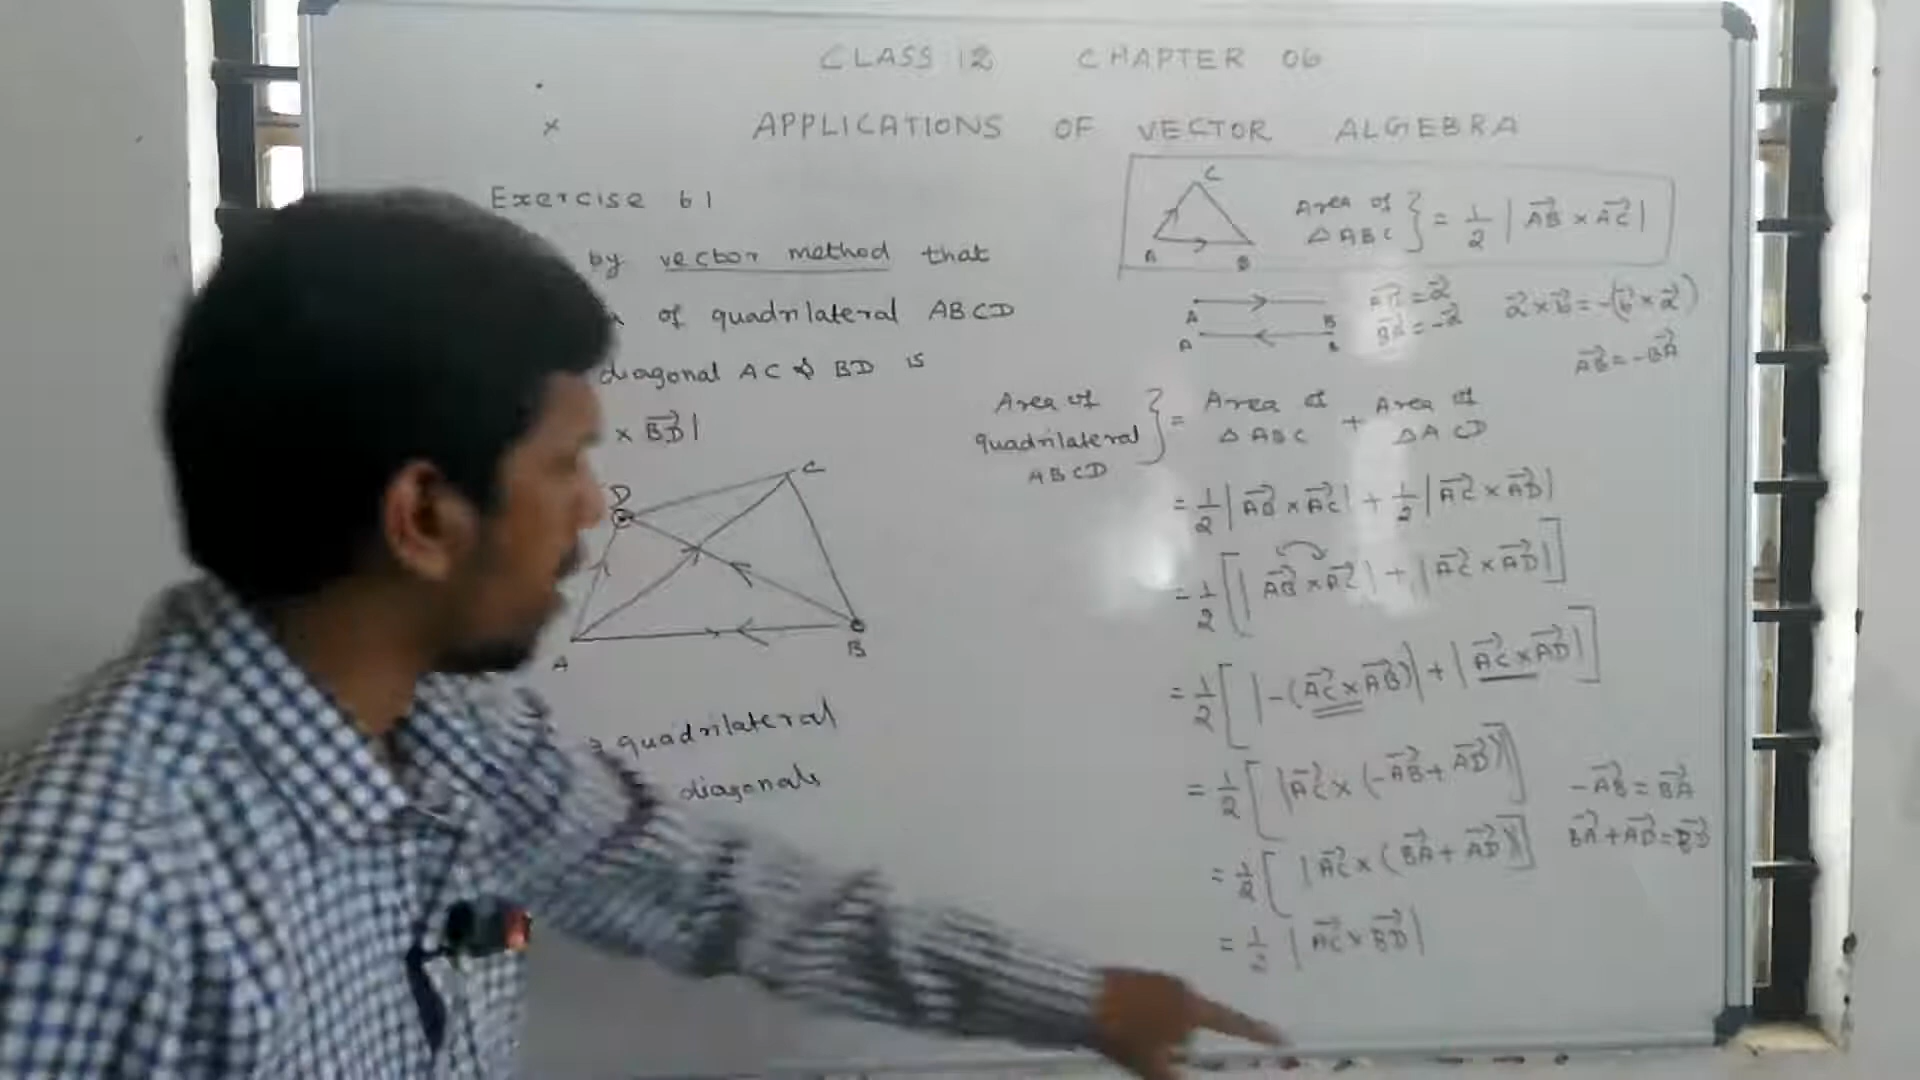 CLASS 12 CHAPTER 06
APPLICATIONS OF VECTOR ALGEBRA
Exercise 6 1
by vector method that
of quadrilateral ABCD
diagonal AC & BD is
× BD⃗|
D
C
A
B
quadrilateral
diagonals
C
A
B
Area of
△ABC } = 1/2 | AB⃗ × AC⃗ |
A B
A B
AB⃗ = a⃗
BA⃗ = -a⃗
a⃗ × b⃗ = -(b⃗ × a⃗)
AB⃗ = -BA⃗
Area of quadrilateral ABCD } = Area of △ABC + Area of △ACD
= 1/2 | AB⃗ × AC⃗ | + 1/2 | AC⃗ × AD⃗ |
= 1/2 [ | AB⃗ × AC⃗ | + | AC⃗ × AD⃗ | ]
= 1/2 [ | -(AC⃗ × AB⃗) | + | AC⃗ × AD⃗ | ]
= 1/2 [ | AC⃗ × (-AB⃗ + AD⃗) | ]
-AB⃗ = BA⃗
= 1/2 [ | AC⃗ × (BA⃗ + AD⃗) | ]
BA⃗ + AD⃗ = BD⃗
= 1/2 | AC⃗ × BD⃗ |